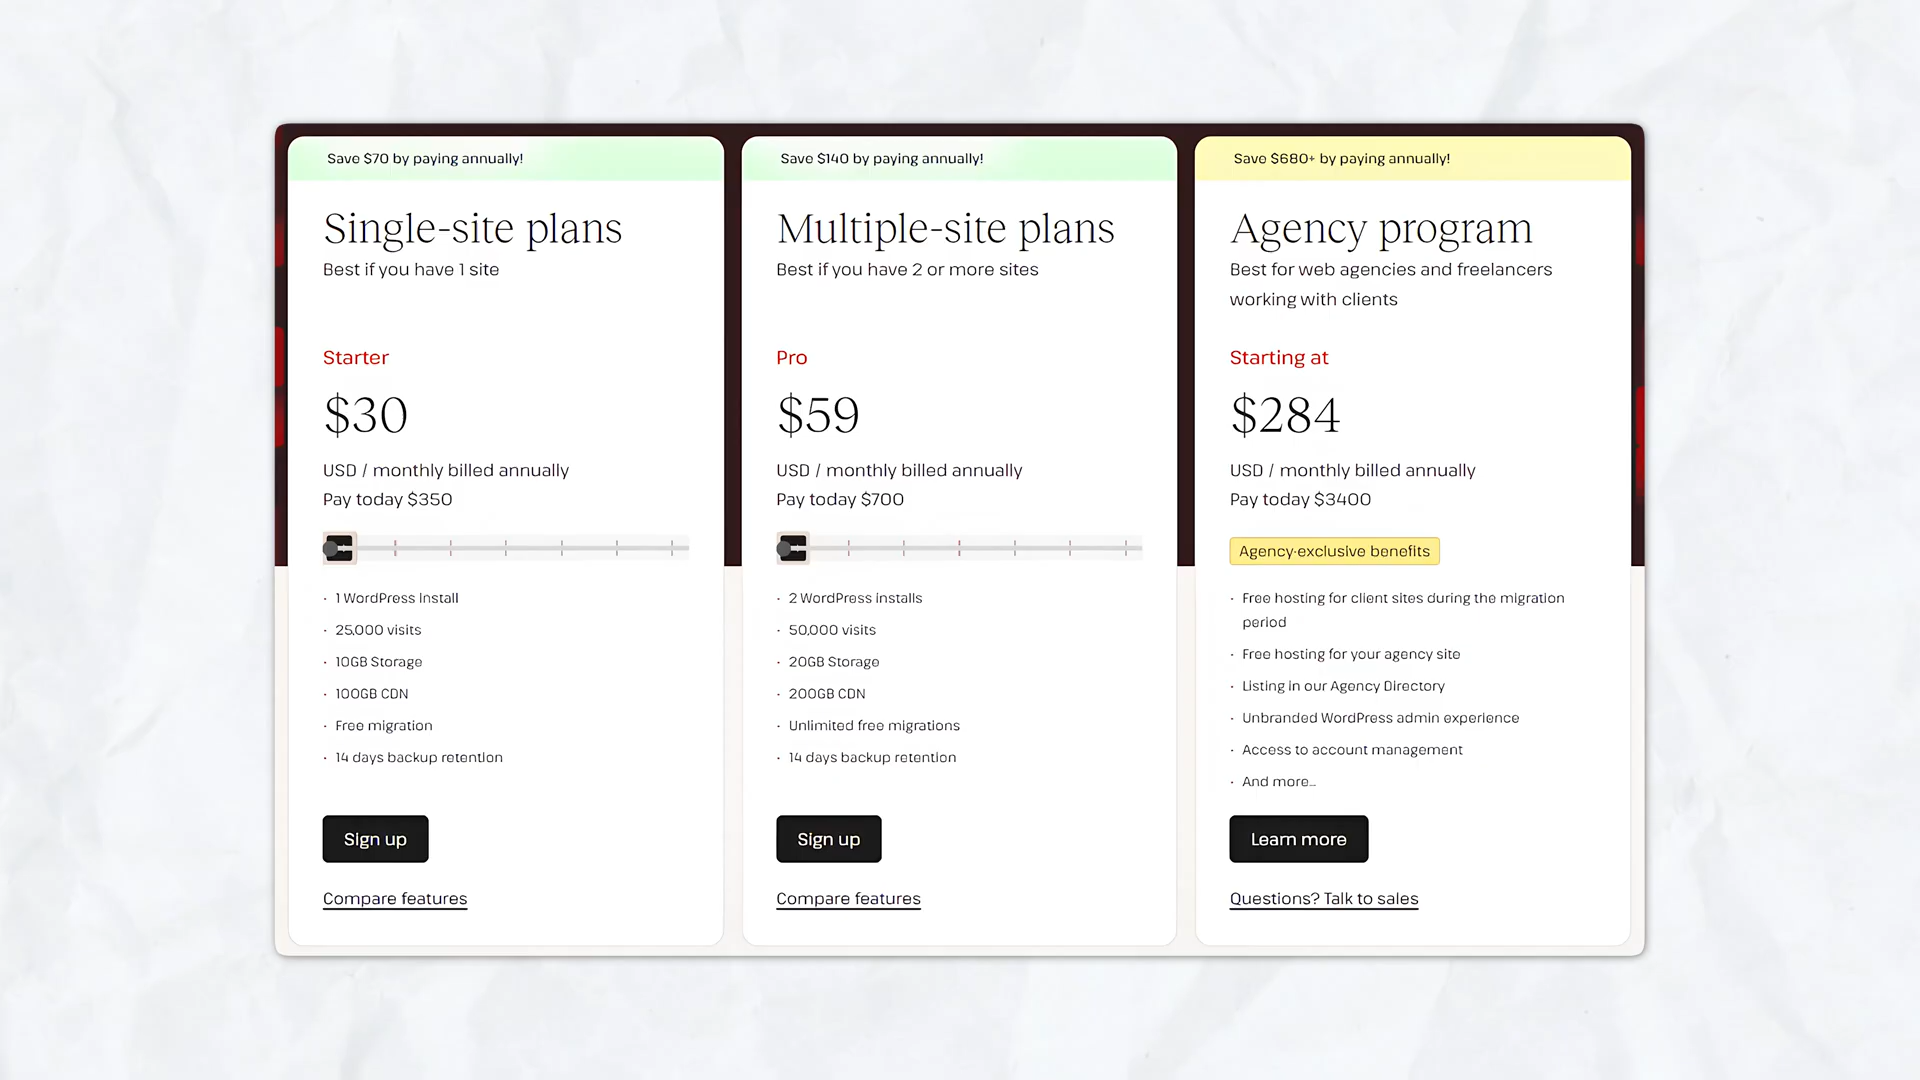 Save $70 by paying annually!
Single-site plans
Best if you have 1 site
Starter
$30
USD / monthly billed annually
Pay today $350
· 1 WordPress Install
· 25,000 visits
· 10GB Storage
· 100GB CDN
· Free migration
· 14 days backup retention
Sign up
Compare features
Save $140 by paying annually!
Multiple-site plans
Best if you have 2 or more sites
Pro
$59
USD / monthly billed annually
Pay today $700
· 2 WordPress installs
· 50,000 visits
· 20GB Storage
· 200GB CDN
· Unlimited free migrations
· 14 days backup retention
Sign up
Compare features
Save $680+ by paying annually!
Agency program
Best for web agencies and freelancers
working with clients
Starting at
$284
USD / monthly billed annually
Pay today $3400
Agency-exclusive benefits
· Free hosting for client sites during the migration
period
· Free hosting for your agency site
· Listing in our Agency Directory
· Unbranded WordPress admin experience
· Access to account management
· And more...
Learn more
Questions? Talk to sales